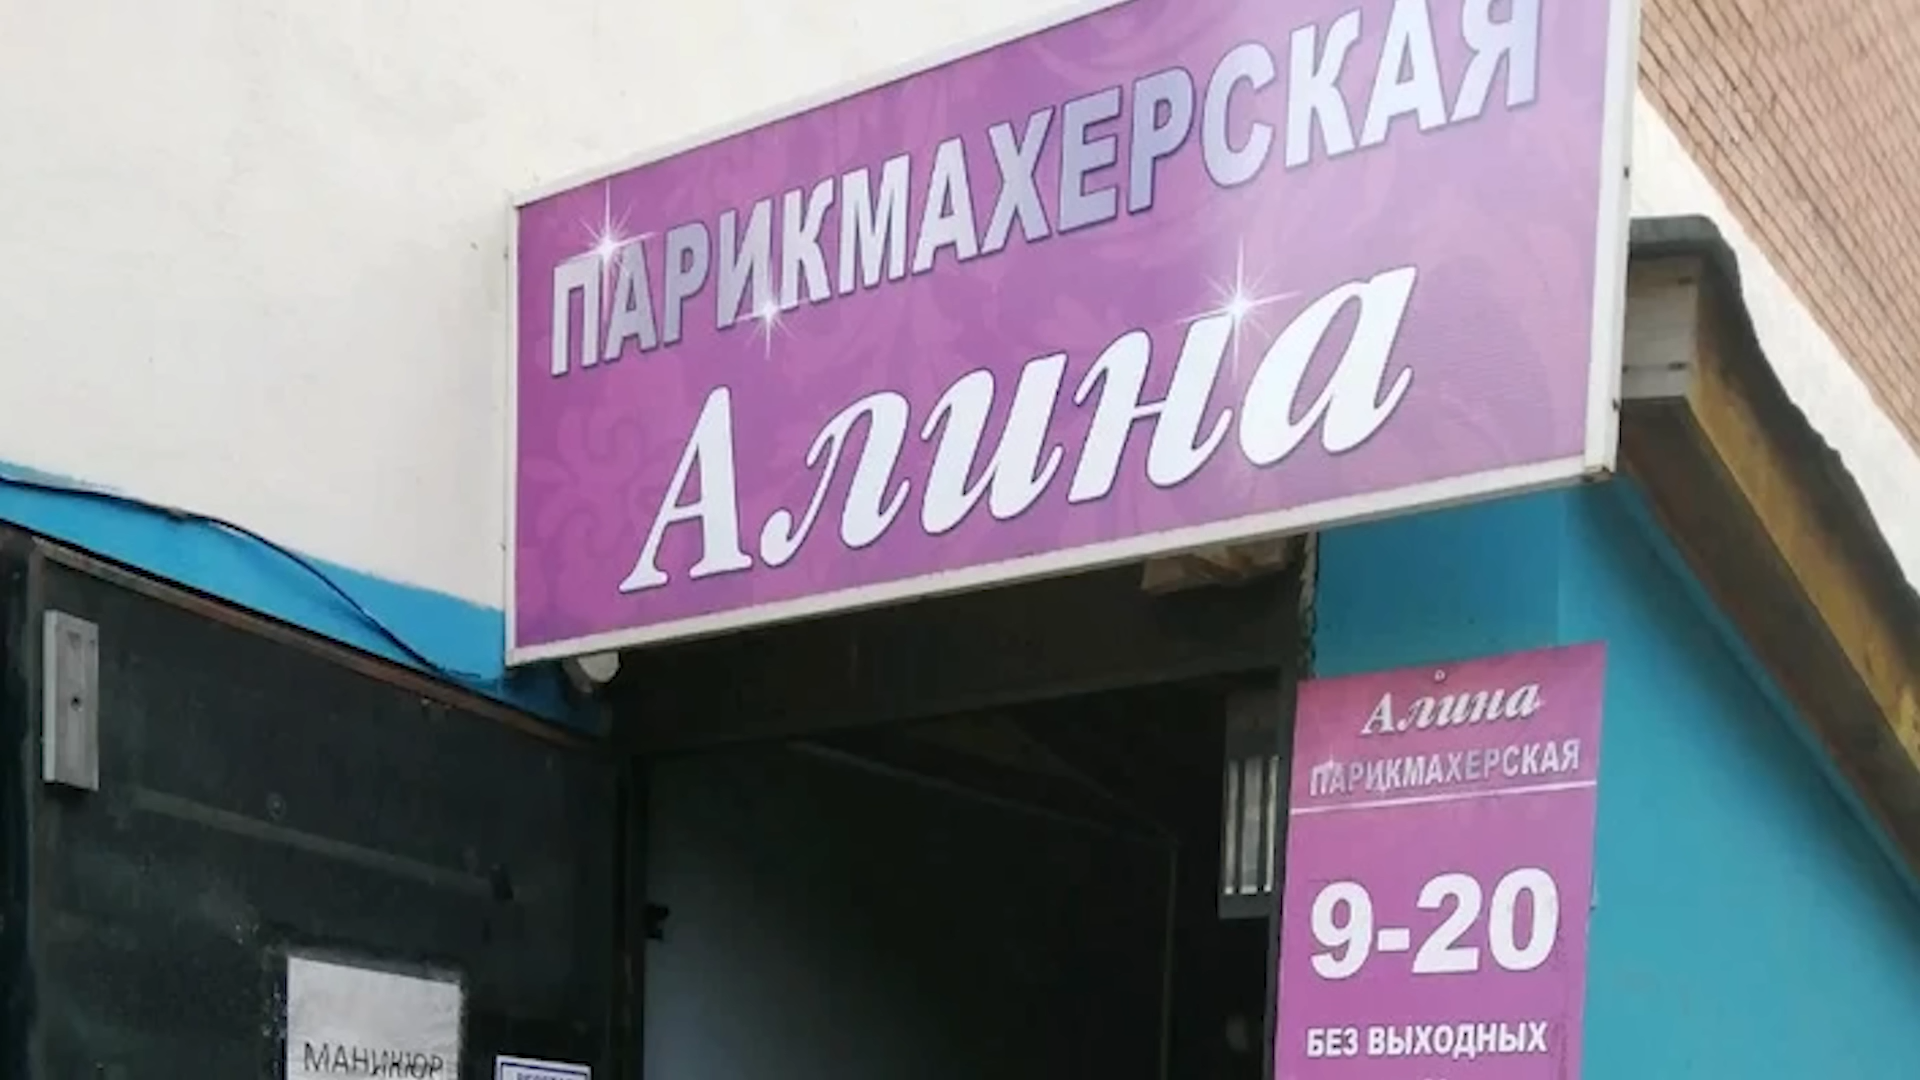 ПАРИКМАХЕРСКАЯ
Алина
Алина
ПАРИКМАХЕРСКАЯ
9-20
БЕЗ ВЫХОДНЫХ
МАНИКЮР